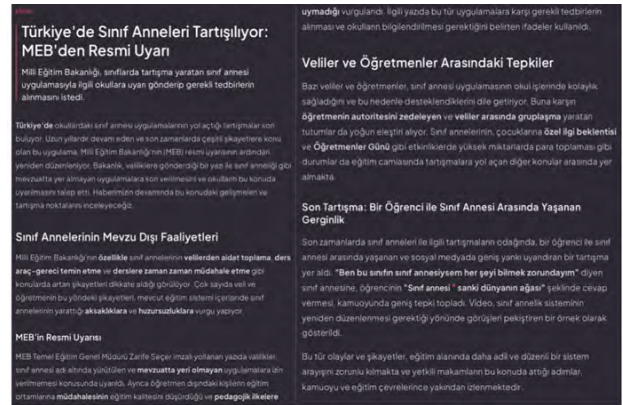 Türkiye'de Sınıf Anneleri Tartışılıyor:
MEB'den Resmi Uyarı
Milli Eğitim Bakanlığı, sınıflarda tartışma yaratan sınıf annesi
uygulamasıyla ilgili okullara uyarı gönderip gerekli tedbirlerin
alınmasını istedi.
Türkiye'de okullardaki sınıf annesi uygulamalarının yol açtığı tartışmalar son
buluyor. Uzun yıllardır devam eden ve son zamanlarda çeşitli şikayetlere konu
olan bu uygulama, Milli Eğitim Bakanlığı'nın (MEB) resmi uyarısının ardından
yeniden düzenleniyor. Bakanlık, valiliklere gönderdiği bir yazı ile sınıf anneliği gibi
mevzuatta yer almayan uygulamalara son verilmesini ve okulların bu konuda
uyarılmasını talep etti. Haberimizin devamında bu konudaki gelişmeleri ve
tartışma noktalarını inceleyeceğiz.
Sınıf Annelerinin Mevzu Dışı Faaliyetleri
Milli Eğitim Bakanlığı'nın özellikle sınıf annelerinin velilerden aidat toplama, ders
araç-gereci temin etme ve derslere zaman zaman müdahale etme gibi
konularda artan şikayetleri dikkate aldığı görülüyor. Çok sayıda veli ve
öğretmenin bu yöndeki şikayetleri, mevcut eğitim sistemi içerisinde sınıf
annelerinin yarattığı aksaklıklara ve huzursuzluklara vurgu yapıyor.
MEB'in Resmi Uyarısı
MEB Temel Eğitim Genel Müdürü Zarife Seçer imzalı yollanan yazıda valilikler,
sınıf annesi adı altında yürütülen ve mevzuatta yeri olmayan uygulamalara izin
verilmemesi konusunda uyarıldı. Ayrıca öğretmen dışındaki kişilerin eğitim
ortamlarına müdahalesinin eğitim kalitesini düşürdüğü ve pedagojik ilkelere
uymadığı vurgulandı. İlgili yazıda bu tür uygulamalara karşı gerekli tedbirlerin
alınması ve okulların bilgilendirilmesi gerektiğini belirten ifadeler kullanıldı.
Veliler ve Öğretmenler Arasındaki Tepkiler
Bazı veliler ve öğretmenler, sınıf annesi uygulamasının okul işlerinde kolaylık
sağladığını ve bu nedenle desteklendiklerini dile getiriyor. Buna karşın
öğretmenin autoritesini zedeleyen ve veliler arasında gruplaşma yaratan
tutumlar da yoğun eleştiri alıyor. Sınıf annelerinin, çocuklarına özel ilgi beklentisi
ve Öğretmenler Günü gibi etkinliklerde yüksek miktarlarda para toplaması gibi
durumlar da eğitim camiasında tartışmalara yol açan diğer konular arasında yer
almakta.
Son Tartışma: Bir Öğrenci ile Sınıf Annesi Arasında Yaşanan
Gerginlik
Son zamanlarda sınıf anneleri ile ilgili tartışmaların odağında, bir öğrenci ile sınıf
annesi arasında yaşanan ve sosyal medyada geniş yankı uyandıran bir tartışma
yer aldı. "Ben bu sınıfın sınıf annesiysem her şeyi bilmek zorundayım" diyen
sınıf annesine, öğrencinin "Sınıf annesi * sanki dünyanın ağası" şeklinde cevap
vermesi, kamuoyunda geniş tepki topladı. Video, sınıf annelik sisteminin
yeniden düzenlenmesi gerektiği yönünde görüşleri pekiştiren bir örnek olarak
gösterildi.
Bu tür olaylar ve şikayetler, eğitim alanında daha adil ve düzenli bir sistem
arayışını zorunlu kılmakta ve yetkili makamların bu konuda attığı adımlar,
kamuoyu ve eğitim çevrelerince yakından izlenmektedir.